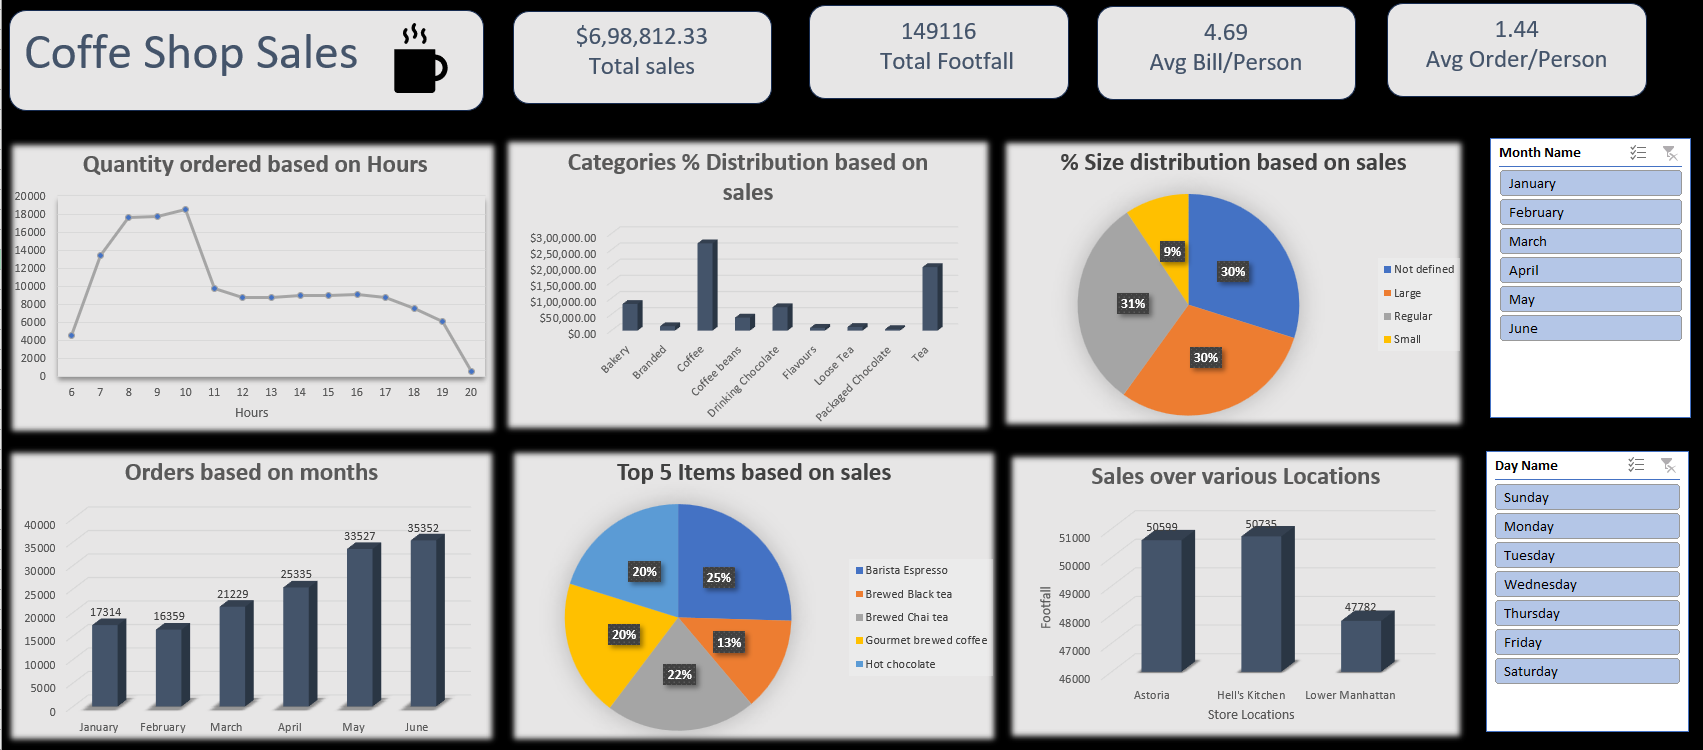 Coffe Shop Sales
$6,98,812.33
Total sales
149116
Total Footfall
4.69
Avg Bill/Person
1.44
Avg Order/Person
Quantity ordered based on Hours
20000
18000
16000
14000
12000
10000
8000
6000
4000
2000
0
6 7 8 9 10 11 12 13 14 15 16 17 18 19 20
Hours
Categories % Distribution based on
sales
$3,00,000.00
$2,50,000.00
$2,00,000.00
$1,50,000.00
$1,00,000.00
$50,000.00
$0.00
Bakery
Branded
Coffee
Coffee beans
Drinking Chocolate
Flavours
Loose Tea
Packaged Chocolate
Tea
% Size distribution based on sales
9%
30%
31%
30%
Not defined
Large
Regular
Small
Month Name
January
February
March
April
May
June
Orders based on months
40000
35000
30000
25000
20000
15000
10000
5000
0
17314
16359
21229
25335
33527
35352
January February March April May June
Top 5 Items based on sales
20%
25%
20%
13%
22%
Barista Espresso
Brewed Black tea
Brewed Chai tea
Gourmet brewed coffee
Hot chocolate
Sales over various Locations
Footfall
51000
50000
49000
48000
47000
46000
50599
50735
47782
Astoria Hell's Kitchen Lower Manhattan
Store Locations
Day Name
Sunday
Monday
Tuesday
Wednesday
Thursday
Friday
Saturday